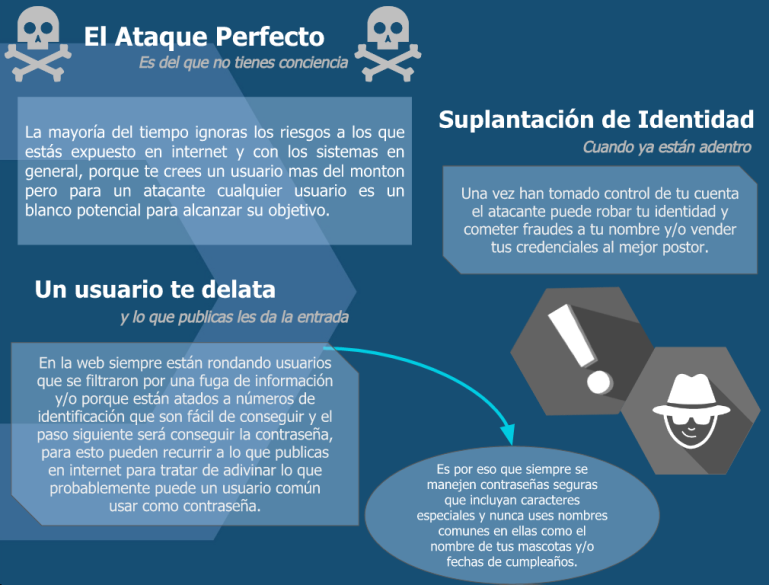 El Ataque Perfecto
Es del que no tienes conciencia
La mayoría del tiempo ignoras los riesgos a los que
estás expuesto en internet y con los sistemas en
general, porque te crees un usuario mas del monton
pero para un atacante cualquier usuario es un
blanco potencial para alcanzar su objetivo.
Suplantación de Identidad
Cuando ya están adentro
Una vez han tomado control de tu cuenta
el atacante puede robar tu identidad y
cometer fraudes a tu nombre y/o vender
tus credenciales al mejor postor.
Un usuario te delata
y lo que publicas les da la entrada
En la web siempre están rondando usuarios
que se filtraron por una fuga de información
y/o porque están atados a números de
identificación que son fácil de conseguir y el
paso siguiente será conseguir la contraseña,
para esto pueden recurrir a lo que publicas
en internet para tratar de adivinar lo que
probablemente puede un usuario común
usar como contraseña.
Es por eso que siempre se
manejen contraseñas seguras
que incluyan caracteres
especiales y nunca uses nombres
comunes en ellas como el
nombre de tus mascotas y/o
fechas de cumpleaños.